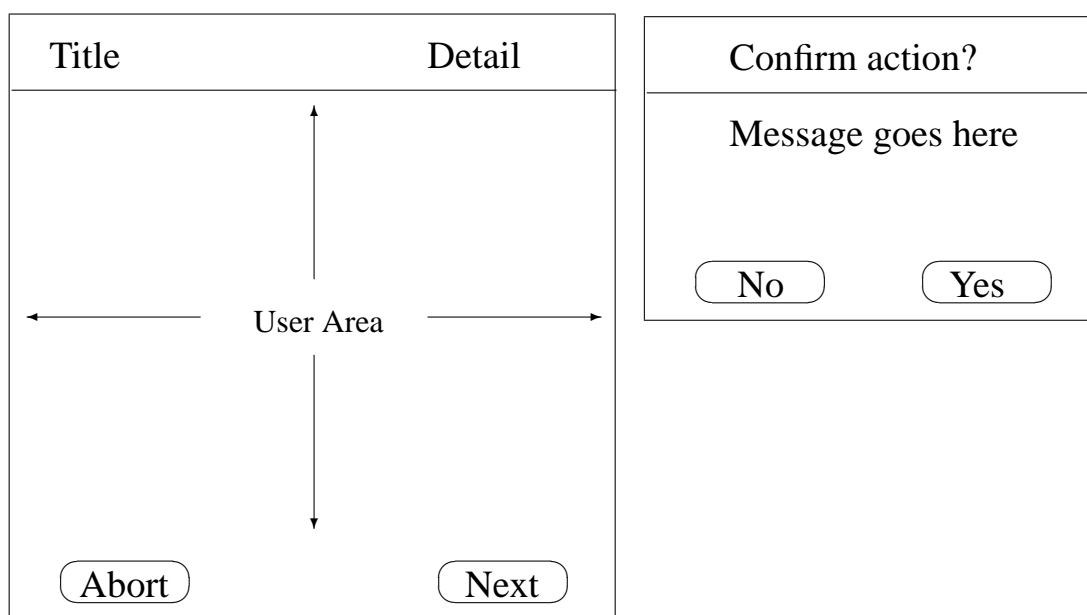 Title Detail
User Area
Abort Next
Confirm action?
Message goes here
No Yes